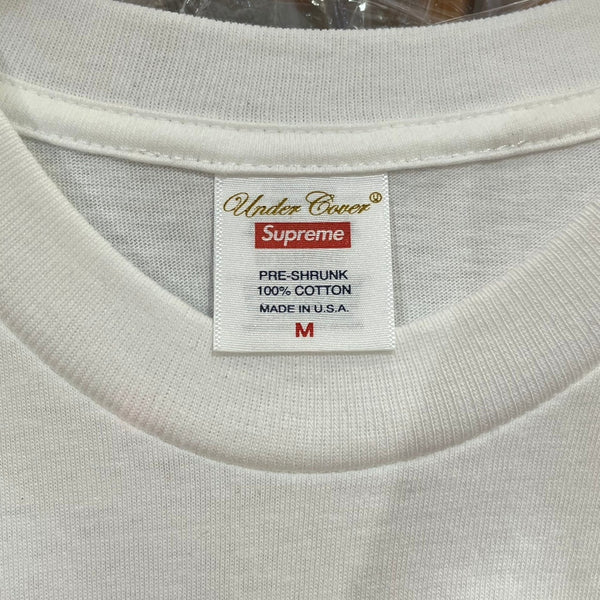 Under Cover®
Supreme
PRE-SHRUNK
100% COTTON
MADE IN U.S.A.
M